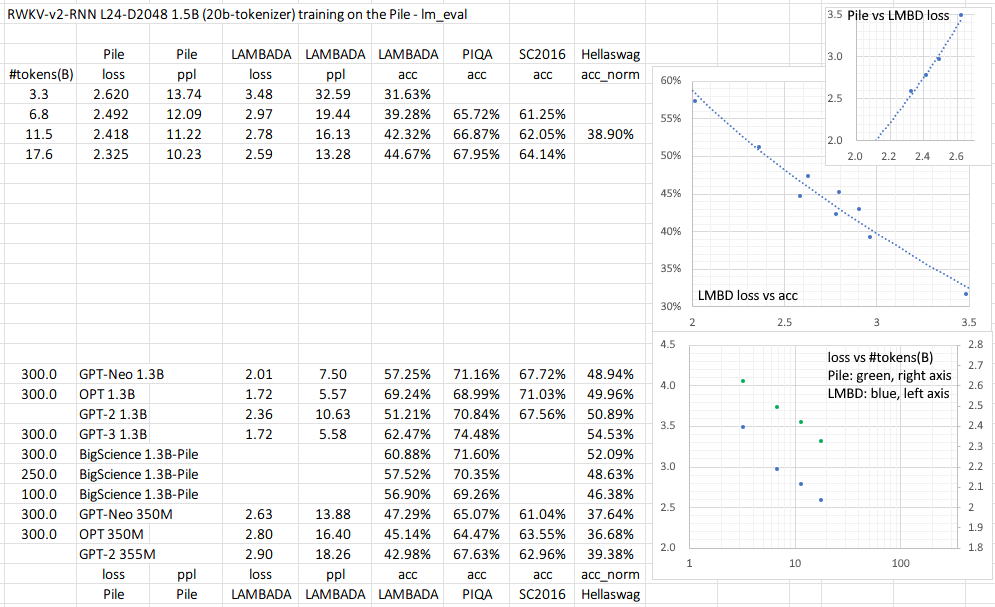 RWKV-v2-RNN L24-D2048 1.5B (20b-tokenizer) training on the Pile - lm_eval
Pile Pile LAMBADA LAMBADA LAMBADA PIQA SC2016 Hellaswag
#tokens(B) loss ppl loss ppl acc acc acc acc_norm
3.3 2.620 13.74 3.48 32.59 31.63%
6.8 2.492 12.09 2.97 19.44 39.28% 65.72% 61.25%
11.5 2.418 11.22 2.78 16.13 42.32% 66.87% 62.05% 38.90%
17.6 2.325 10.23 2.59 13.28 44.67% 67.95% 64.14%
300.0 GPT-Neo 1.3B 2.01 7.50 57.25% 71.16% 67.72% 48.94%
300.0 OPT 1.3B 1.72 5.57 69.24% 68.99% 71.03% 49.96%
GPT-2 1.3B 2.36 10.63 51.21% 70.84% 67.56% 50.89%
300.0 GPT-3 1.3B 1.72 5.58 62.47% 74.48% 54.53%
300.0 BigScience 1.3B-Pile 60.88% 71.60% 52.09%
250.0 BigScience 1.3B-Pile 57.52% 70.35% 48.63%
100.0 BigScience 1.3B-Pile 56.90% 69.26% 46.38%
300.0 GPT-Neo 350M 2.63 13.88 47.29% 65.07% 61.04% 37.64%
300.0 OPT 350M 2.80 16.40 45.14% 64.47% 63.55% 36.68%
GPT-2 355M 2.90 18.26 42.98% 67.63% 62.96% 39.38%
loss ppl loss ppl acc acc acc acc_norm
Pile Pile LAMBADA LAMBADA LAMBADA PIQA SC2016 Hellaswag
Pile vs LMBD loss
3.5
3.0
2.5
2.0
2.0 2.2 2.4 2.6
60%
55%
50%
45%
40%
35%
30%
LMBD loss vs acc
2 2.5 3 3.5
loss vs #tokens(B)
Pile: green, right axis
LMBD: blue, left axis
4.5
4.0
3.5
3.0
2.5
2.0
2.8
2.7
2.6
2.5
2.4
2.3
2.2
2.1
2
1.9
1.8
1 10 100